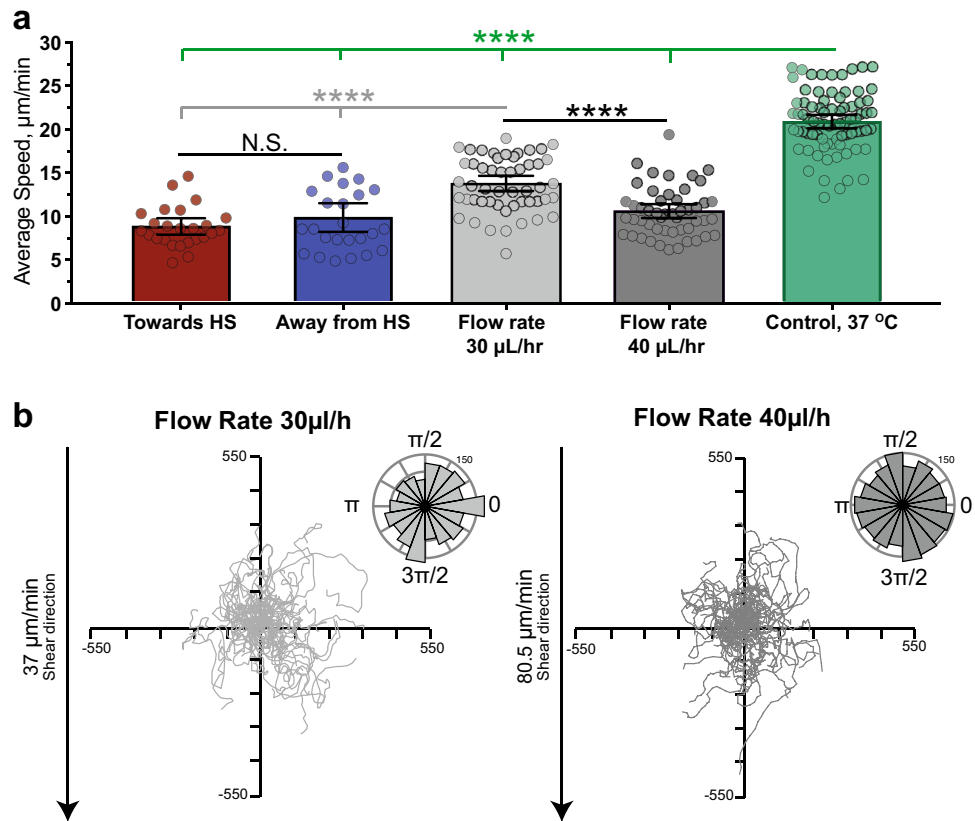 a
Average Speed, µm/min
30
25
20
15
10
5
0
****
****
****
N.S.
Towards HS
Away from HS
Flow rate
30 µL/hr
Flow rate
40 µL/hr
Control, 37 ºC
b
Flow Rate 30µl/h
37 µm/min
Shear direction
550
-550
550
-550
π/2
150
π
0
3π/2
Flow Rate 40µl/h
80.5 µm/min
Shear direction
550
-550
550
-550
π/2
150
π
0
3π/2